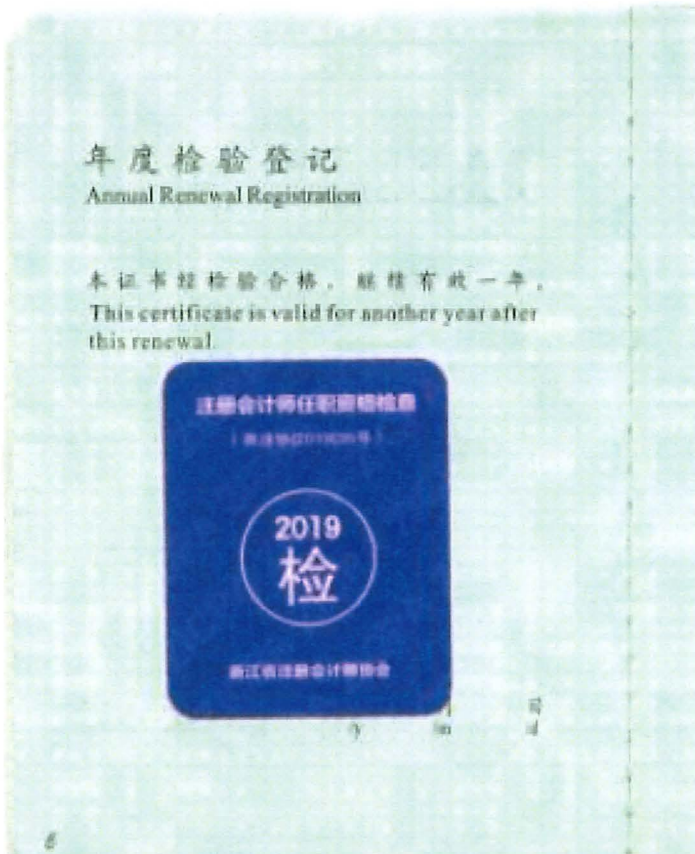 年度检验登记
Annual Renewal Registration
本证书经检验合格，继续有效一年。
This certificate is valid for another year after
this renewal
注册会计师任职资格检查
2019
检
浙江省注册会计师协会
y
m
d